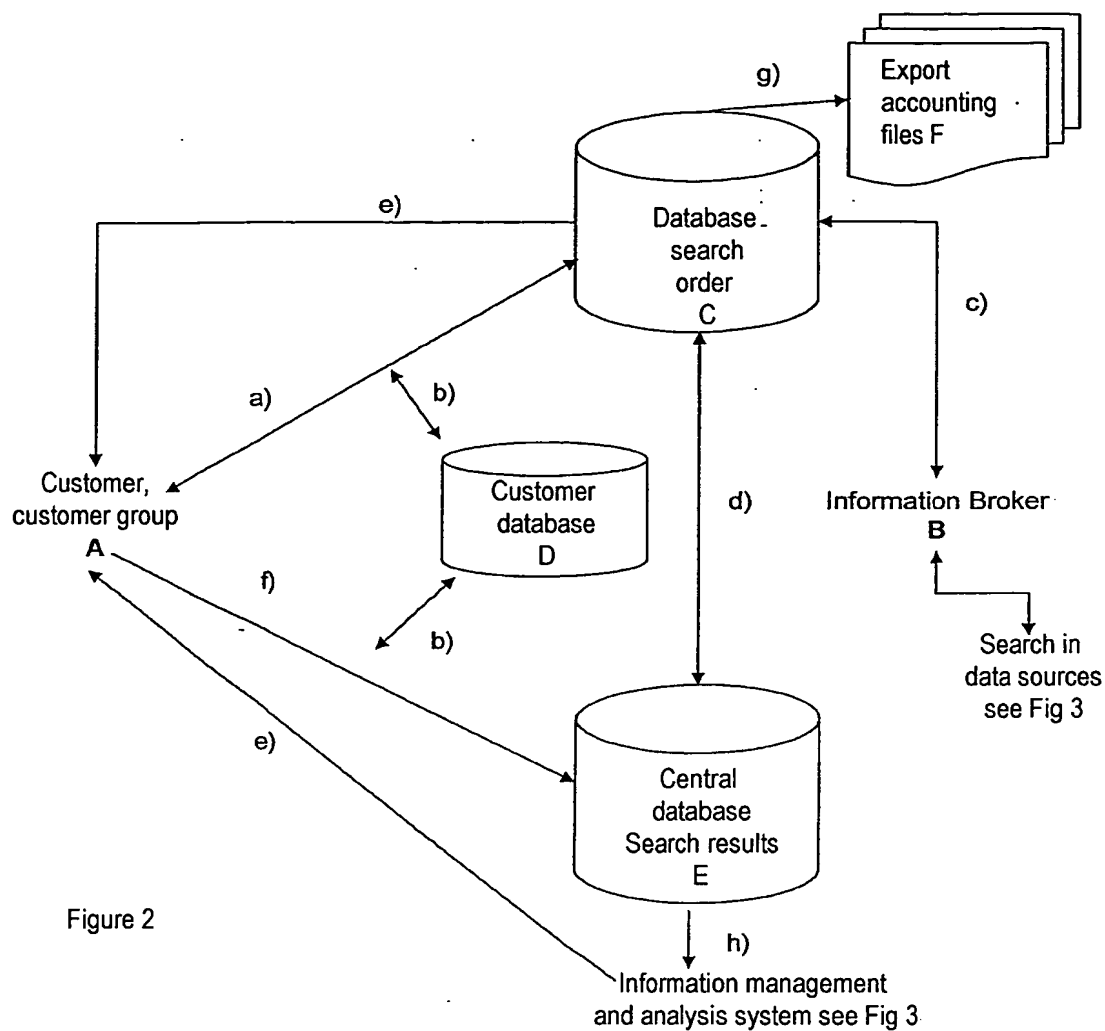 g)
Export
accounting
files F
e)
Database
search
order
C
c)
a)
b)
Customer,
customer group
A
Customer
database
D
d)
Information Broker
B
f)
b)
Search in
data sources
see Fig 3
e)
Central
database
Search results
E
Figure 2
h)
Information management
and analysis system see Fig 3